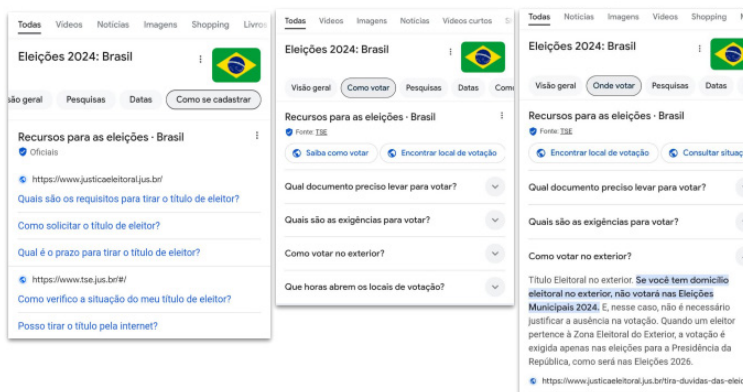 Todas Vídeos Notícias Imagens Shopping Livros
Eleições 2024: Brasil
geral Pesquisas Datas Como se cadastrar
Recursos para as eleições · Brasil
Oficiais
https://www.justicaeleitoral.jus.br/
Quais são os requisitos para tirar o título de eleitor?
Como solicitar o título de eleitor?
Qual é o prazo para tirar o título de eleitor?
https://www.tse.jus.br/#/
Como verifico a situação do meu título de eleitor?
Posso tirar o título pela internet?
Todas Vídeos Imagens Notícias Vídeos curtos
Eleições 2024: Brasil
Visão geral Como votar Pesquisas Datas Com
Recursos para as eleições · Brasil
Fonte: TSE
Saiba como votar Encontrar local de votação
Qual documento preciso levar para votar?
Quais são as exigências para votar?
Como votar no exterior?
Que horas abrem os locais de votação?
Todas Notícias Imagens Vídeos Shopping
Eleições 2024: Brasil
Visão geral Onde votar Pesquisas Datas
Recursos para as eleições · Brasil
Fonte: TSE
Encontrar local de votação Consultar situaç
Qual documento preciso levar para votar?
Quais são as exigências para votar?
Como votar no exterior?
Título Eleitoral no exterior. Se você tem domicílio
eleitoral no exterior, não votará nas Eleições
Municipais 2024. E, nesse caso, não é necessário
justificar a ausência na votação. Quando um eleitor
pertence à Zona Eleitoral do Exterior, a votação é
exigida apenas nas eleições para a Presidência da
República, como será nas Eleições 2026.
https://www.justicaeleitoral.jus.br/tira-duvidas-das-eleic